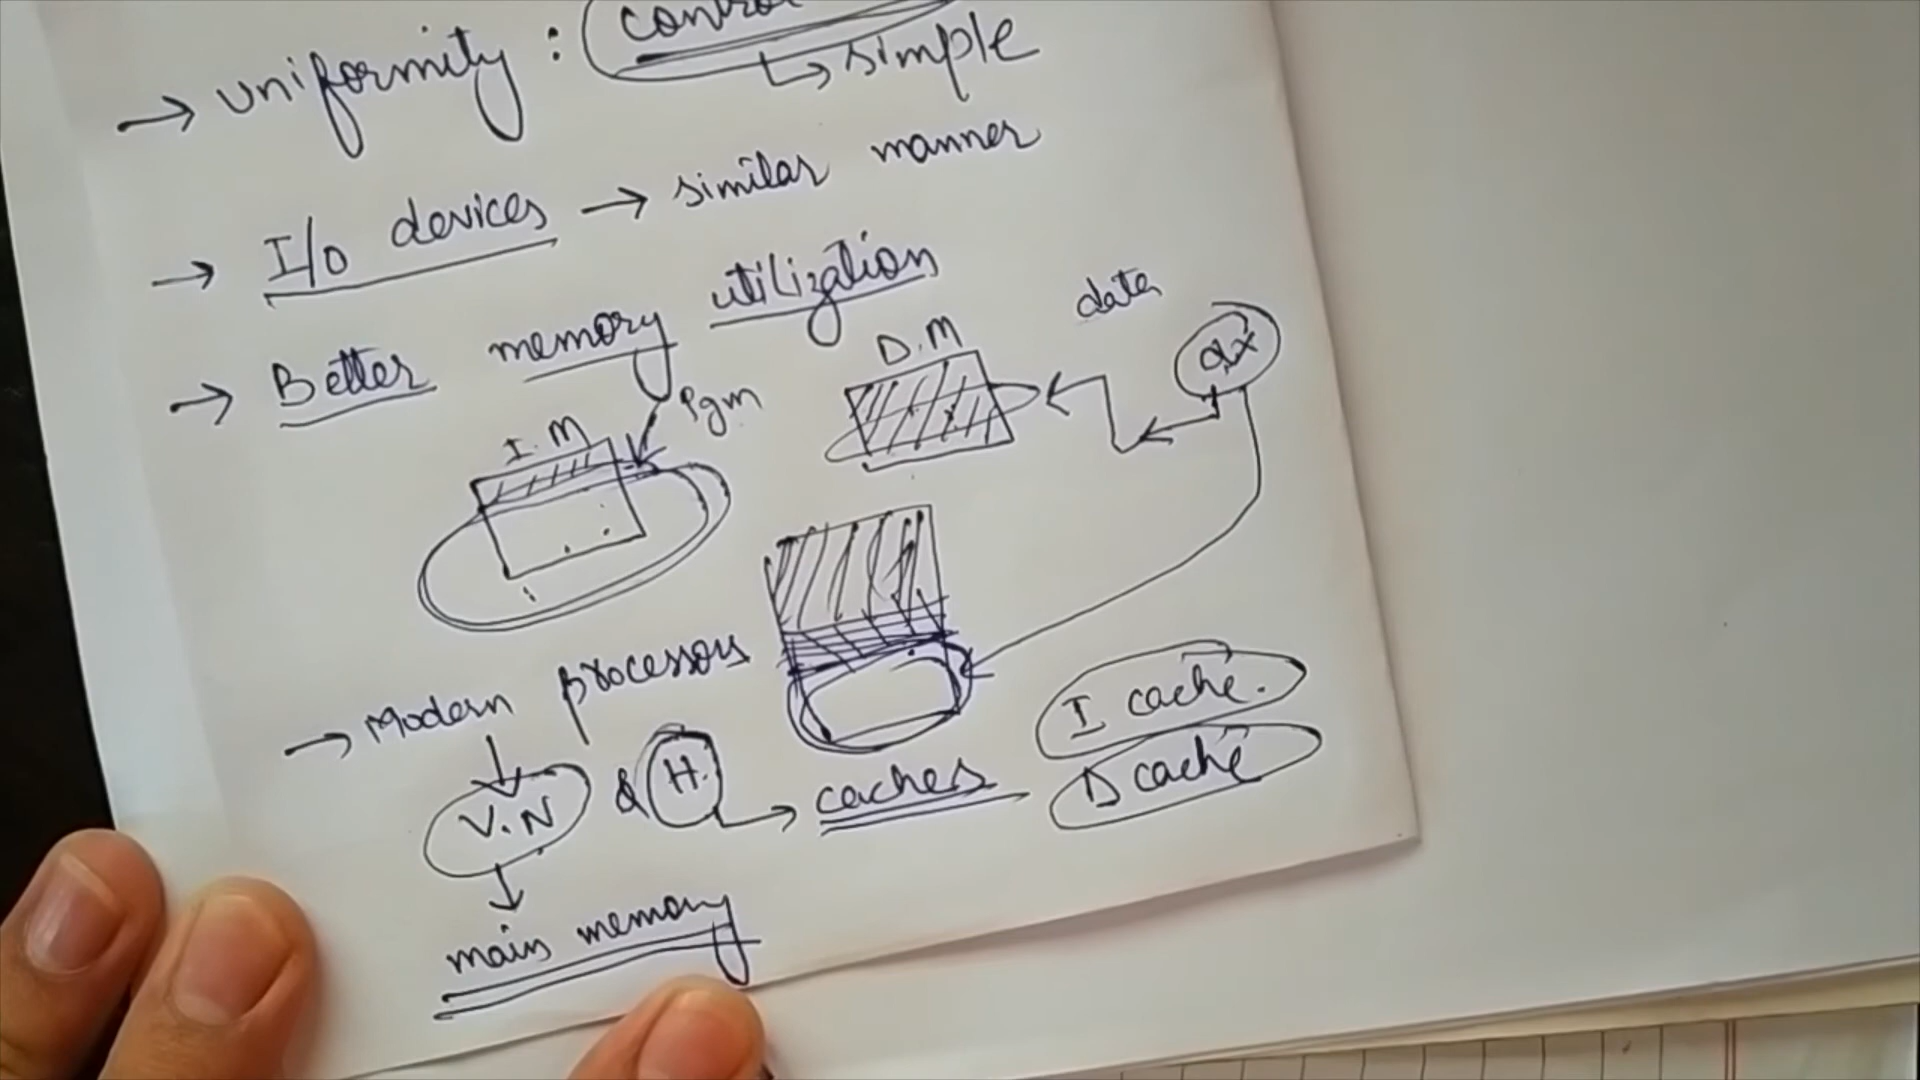 → uniformity :
↳ simple
→ I/O devices → similar manner
→ Better memory utilization
data
D.M
Pgm
I.M
→ Modern processors
V.N & H. → caches
I cache.
D cache
main memory